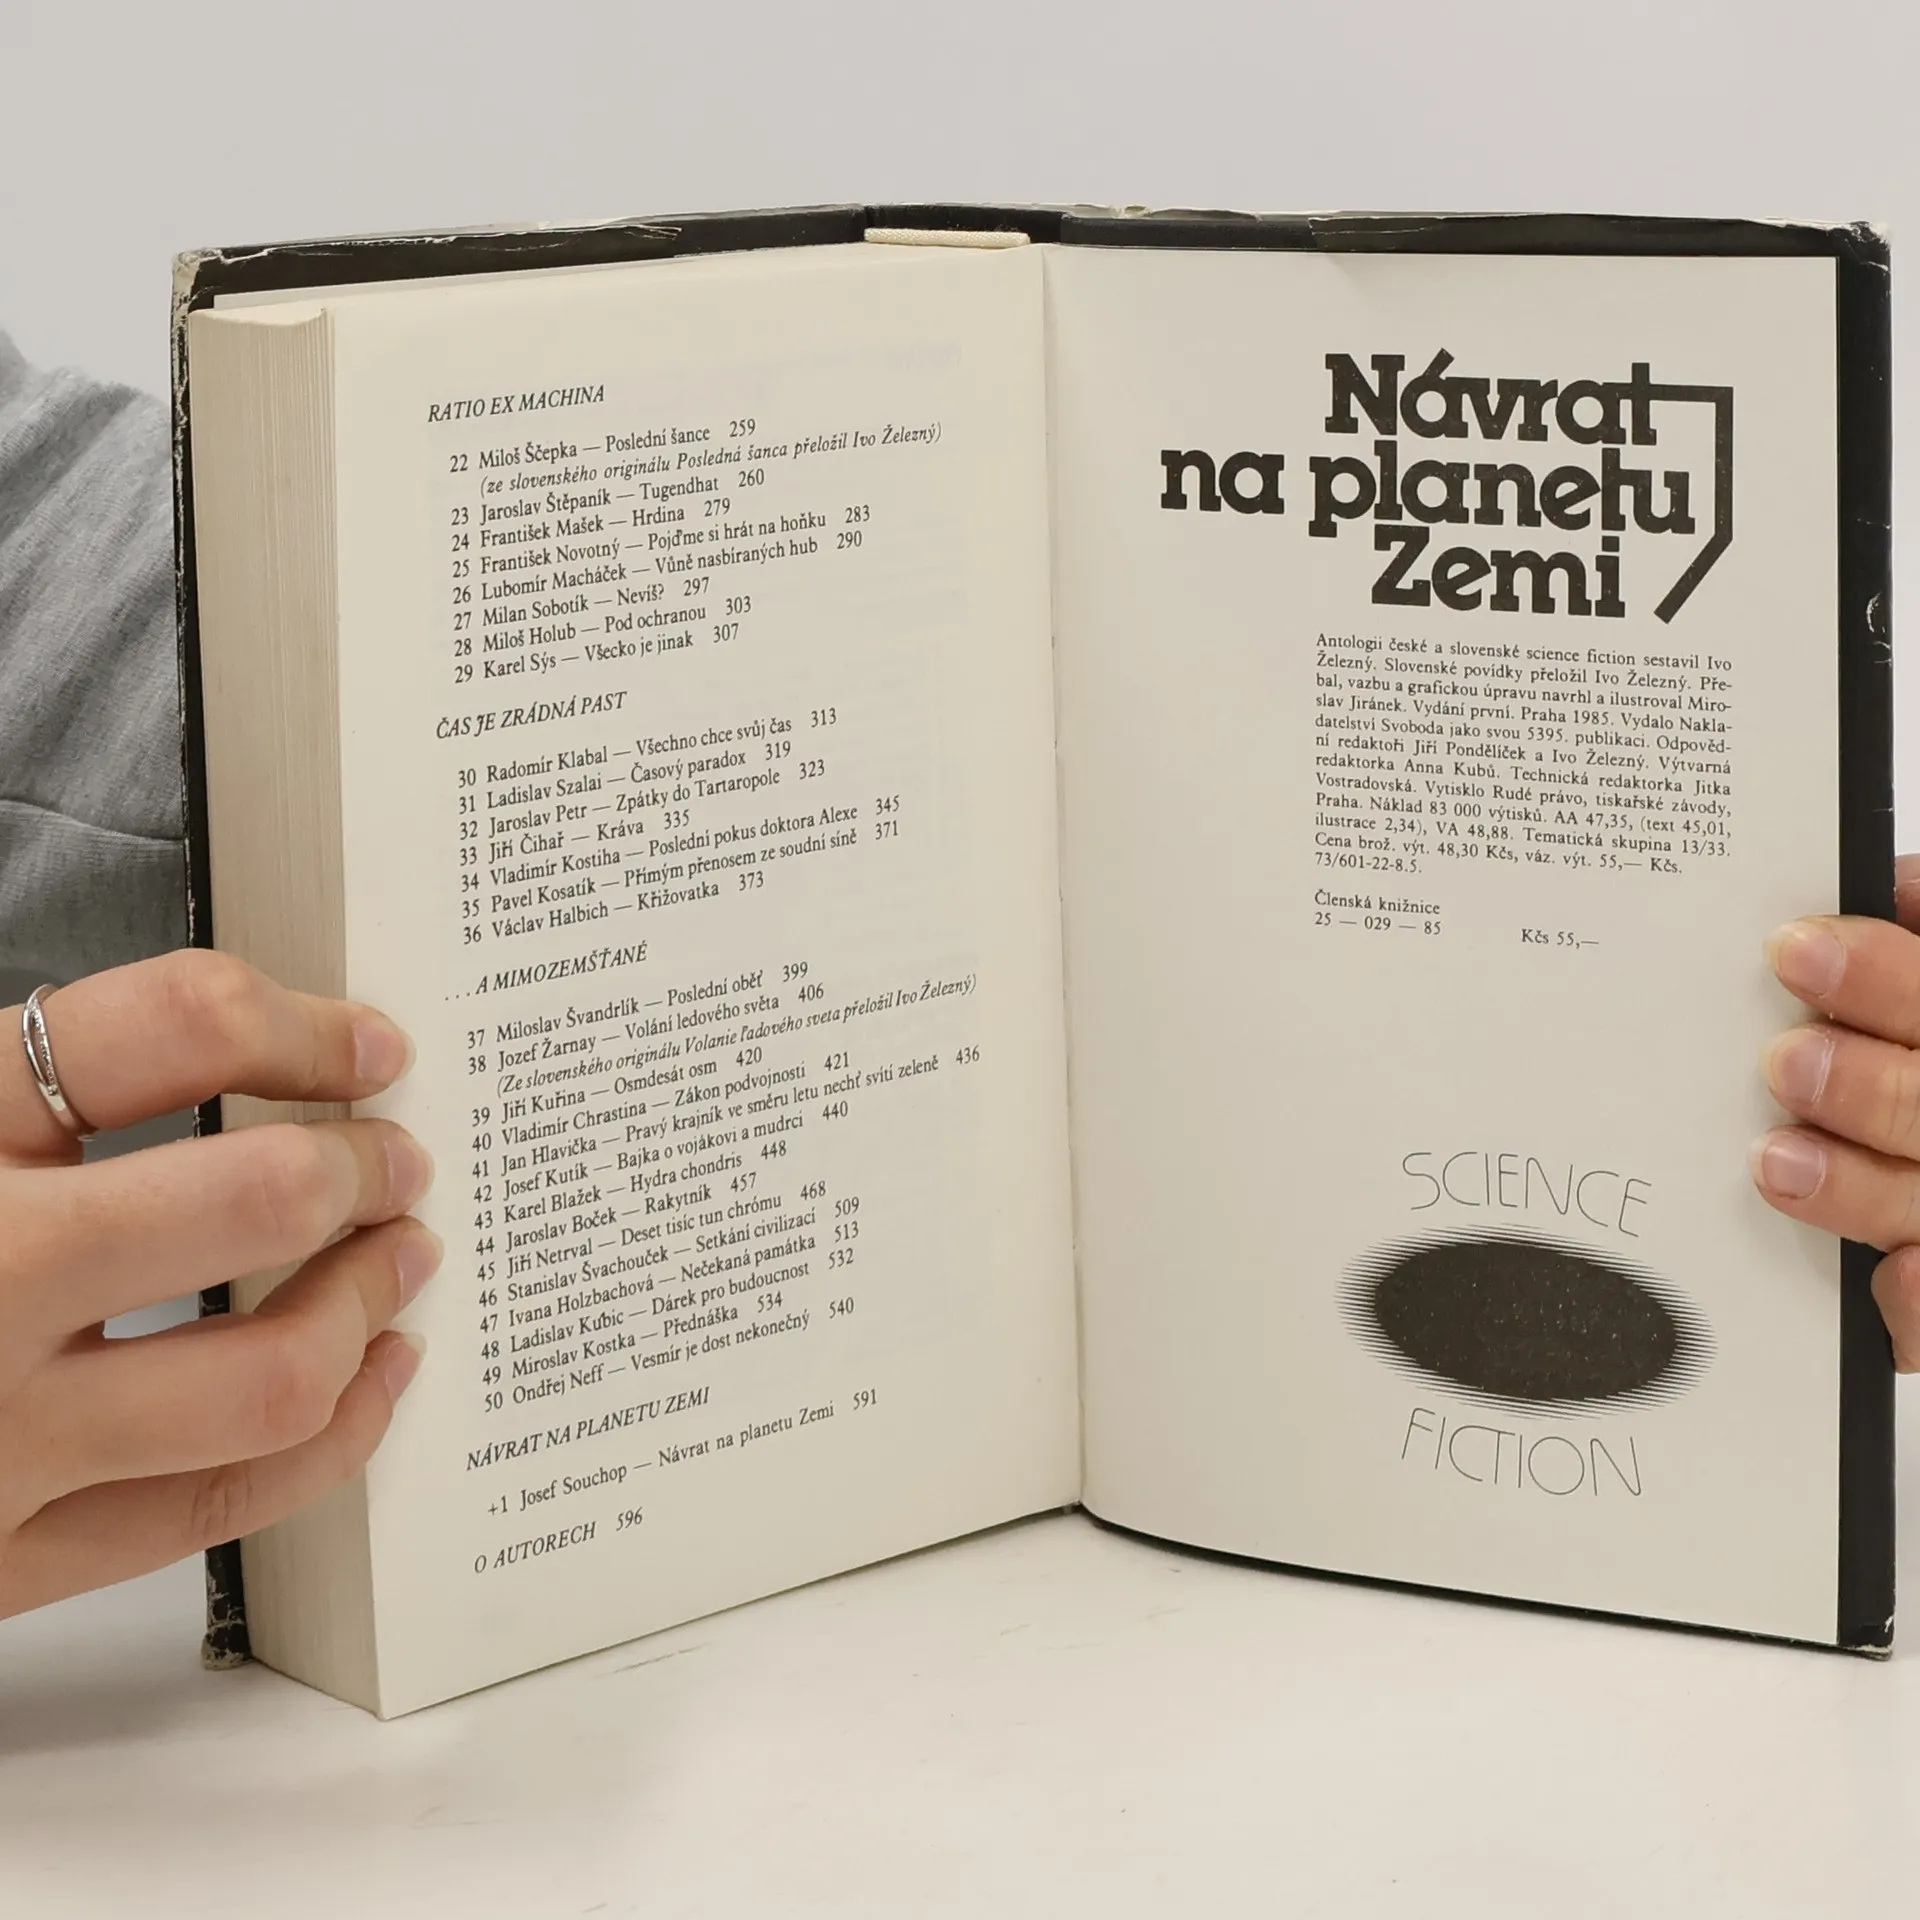 RATIO EX MACHINA
22 Miloš Ščepka — Poslední šance 259
(ze slovenského originálu Posledná šanca přeložil Ivo Železný)
23 Jaroslav Štěpaník — Tugendhat 260
24 František Mašek — Hrdina 279
25 František Novotný — Pojďme si hrát na hoňku 283
26 Lubomír Macháček — Vůně nasbíraných hub 290
27 Milan Sobotík — Nevíš? 297
28 Miloš Holub — Pod ochranou 303
29 Karel Sýs — Všecko je jinak 307
ČAS JE ZRÁDNÁ PAST
30 Radomír Klabal — Všechno chce svůj čas 313
31 Ladislav Szalai — Časový paradox 319
32 Jaroslav Petr — Zpátky do Tartaropole 323
33 Jiří Čihař — Kráva 335
34 Vladimír Kostiha — Poslední pokus doktora Alexe 345
35 Pavel Kosatík — Přímým přenosem ze soudní síně 371
36 Václav Halbich — Křižovatka 373
. . . A MIMOZEMŠŤANÉ
37 Miloslav Švandrlík — Poslední oběť 399
38 Jozef Žarnay — Volání ledového světa 406
(Ze slovenského originálu Volanie ľadového sveta přeložil Ivo Železný)
39 Jiří Kuřina — Osmdesát osm 420
40 Vladimír Chrastina — Zákon podvojnosti 421
41 Jan Hlavička — Pravý krajník ve směru letu nechť svítí zeleně 436
42 Josef Kutík — Bajka o vojákovi a mudrci 440
43 Karel Blažek — Hydra chondris 448
44 Jaroslav Boček — Rakytník 457
45 Jiří Netrval — Deset tisíc tun chrómu 468
46 Stanislav Švachouček — Setkání civilizací 509
47 Ivana Holzbachová — Nečekaná památka 513
48 Ladislav Kubic — Dárek pro budoucnost 532
49 Miroslav Kostka — Přednáška 534
50 Ondřej Neff — Vesmír je dost nekonečný 540
NÁVRAT NA PLANETU ZEMI
+1 Josef Souchop — Návrat na planetu Zemi 591
O AUTORECH 596
Návrat
na planetu
Zemi
Antologii české a slovenské science fiction sestavil Ivo
Železný. Slovenské povídky přeložil Ivo Železný. Pře-
bal, vazbu a grafickou úpravu navrhl a ilustroval Miro-
slav Jiránek. Vydání první. Praha 1985. Vydalo Nakla-
datelství Svoboda jako svou 5395. publikaci. Odpověd-
ní redaktoři Jiří Pondělíček a Ivo Železný. Výtvarná
redaktorka Anna Kubů. Technická redaktorka Jitka
Vostradovská. Vytisklo Rudé právo, tiskařské závody,
Praha. Náklad 83 000 výtisků. AA 47,35, (text 45,01,
ilustrace 2,34), VA 48,88. Tematická skupina 13/33.
Cena brož. výt. 48,30 Kčs, váz. výt. 55,— Kčs.
73/601-22-8.5.
Členská knižnice
25 — 029 — 85 Kčs 55,—
SCIENCE
FICTION